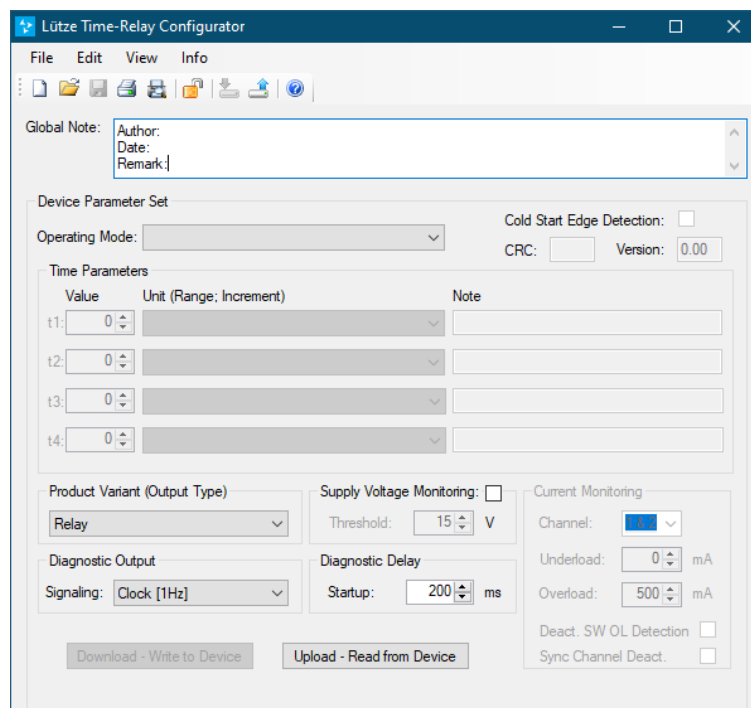 Lütze Time-Relay Configurator
File Edit View Info
Global Note:
Author:
Date:
Remark:
Device Parameter Set
Operating Mode:
Cold Start Edge Detection:
CRC: Version: 0.00
Time Parameters
Value Unit (Range; Increment) Note
t1: 0
t2: 0
t3: 0
t4: 0
Product Variant (Output Type)
Relay
Supply Voltage Monitoring:
Threshold: 15 V
Current Monitoring
Channel: 1 & 2
Underload: 0 mA
Overload: 500 mA
Deact. SW OL Detection
Sync Channel Deact.
Diagnostic Output
Signaling: Clock [1Hz]
Diagnostic Delay
Startup: 200 ms
Download - Write to Device
Upload - Read from Device